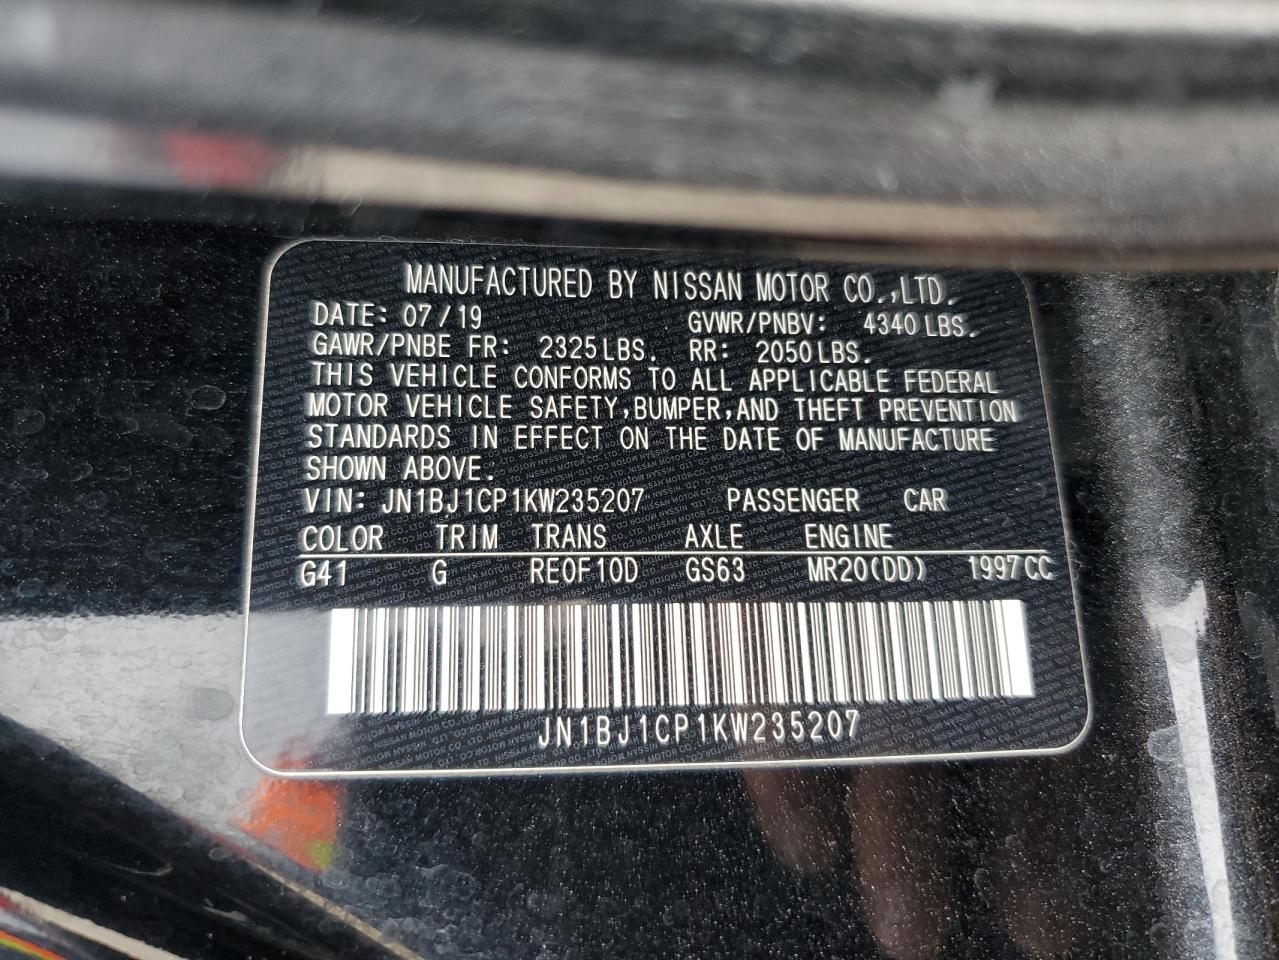 MANUFACTURED BY NISSAN MOTOR CO.,LTD.
DATE: 07/19 GVWR/PNBV: 4340 LBS.
GAWR/PNBE FR: 2325 LBS. RR: 2050 LBS.
THIS VEHICLE CONFORMS TO ALL APPLICABLE FEDERAL
MOTOR VEHICLE SAFETY,BUMPER,AND THEFT PREVENTION
STANDARDS IN EFFECT ON THE DATE OF MANUFACTURE
SHOWN ABOVE.
VIN: JN1BJ1CP1KW235207 PASSENGER CAR
COLOR TRIM TRANS AXLE ENGINE
G41 G RE0F10D GS63 MR20(DD) 1997 CC
JN1BJ1CP1KW235207